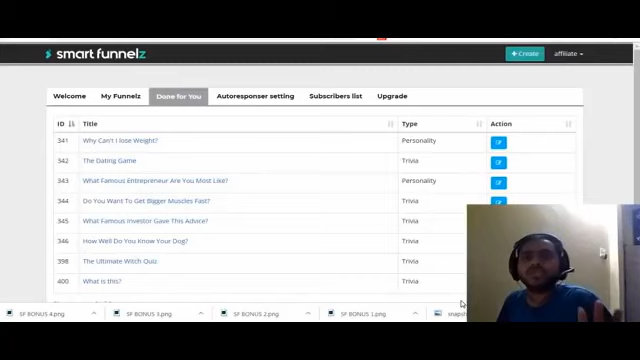 smart funnelz
+ Create
affiliate
Welcome
My Funnelz
Done for You
Autoresponser setting
Subscribers list
Upgrade
ID Title Type Action
341 Why Can't I lose Weight? Personality
342 The Dating Game Trivia
343 What Famous Entrepreneur Are You Most Like? Personality
344 Do You Want To Get Bigger Muscles Fast? Trivia
345 What Famous Investor Gave This Advice? Trivia
346 How Well Do You Know Your Dog? Trivia
398 The Ultimate Witch Quiz Trivia
400 What is this? Trivia
SF BONUS 4.png
SF BONUS 3.png
SF BONUS 2.png
SF BONUS 1.png